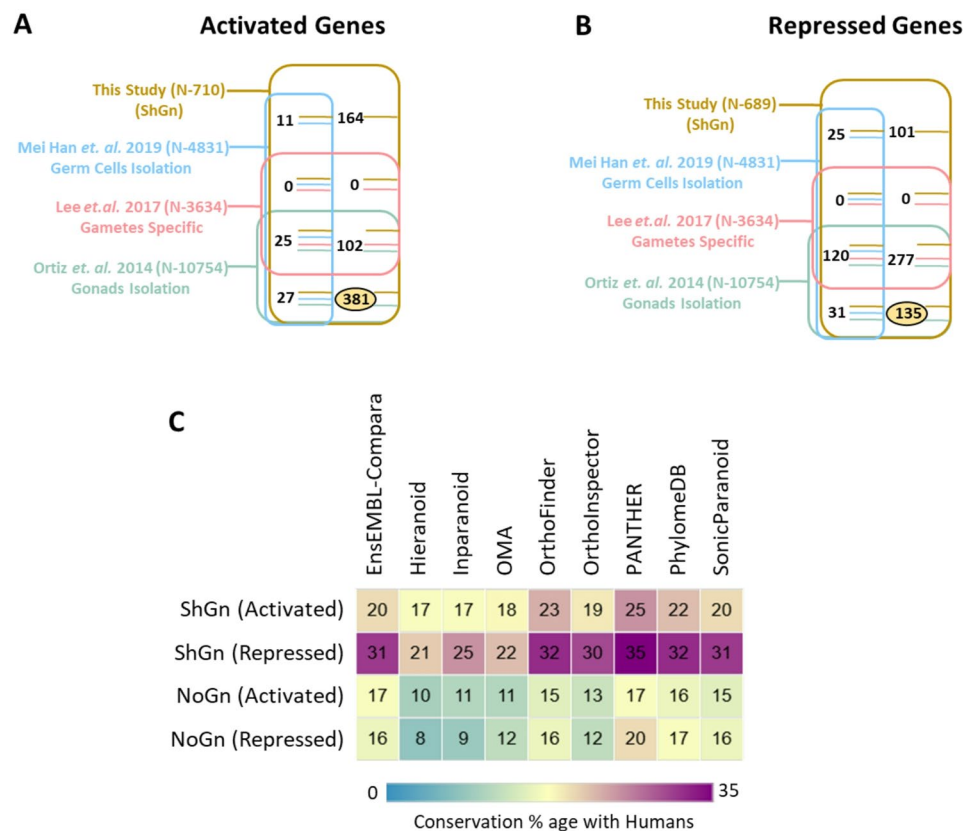 A
Activated Genes
This Study (N-710)
(ShGn)
Mei Han et. al. 2019 (N-4831)
Germ Cells Isolation
Lee et.al. 2017 (N-3634)
Gametes Specific
Ortiz et. al. 2014 (N-10754)
Gonads Isolation
11 164
0 0
25 102
27 381
B
Repressed Genes
This Study (N-689)
(ShGn)
Mei Han et. al. 2019 (N-4831)
Germ Cells Isolation
Lee et.al. 2017 (N-3634)
Gametes Specific
Ortiz et. al. 2014 (N-10754)
Gonads Isolation
25 101
0 0
120 277
31 135
C
EnsEMBL-Compara
Hieranoid
Inparanoid
OMA
OrthoFinder
OrthoInspector
PANTHER
PhylomeDB
SonicParanoid
ShGn (Activated) 20 17 17 18 23 19 25 22 20
ShGn (Repressed) 31 21 25 22 32 30 35 32 31
NoGn (Activated) 17 10 11 11 15 13 17 16 15
NoGn (Repressed) 16 8 9 12 16 12 20 17 16
0 35
Conservation % age with Humans